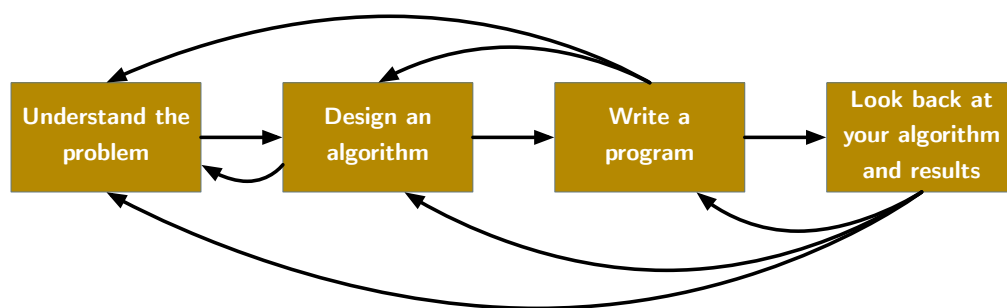 Understand the
problem
Design an
algorithm
Write a
program
Look back at
your algorithm
and results